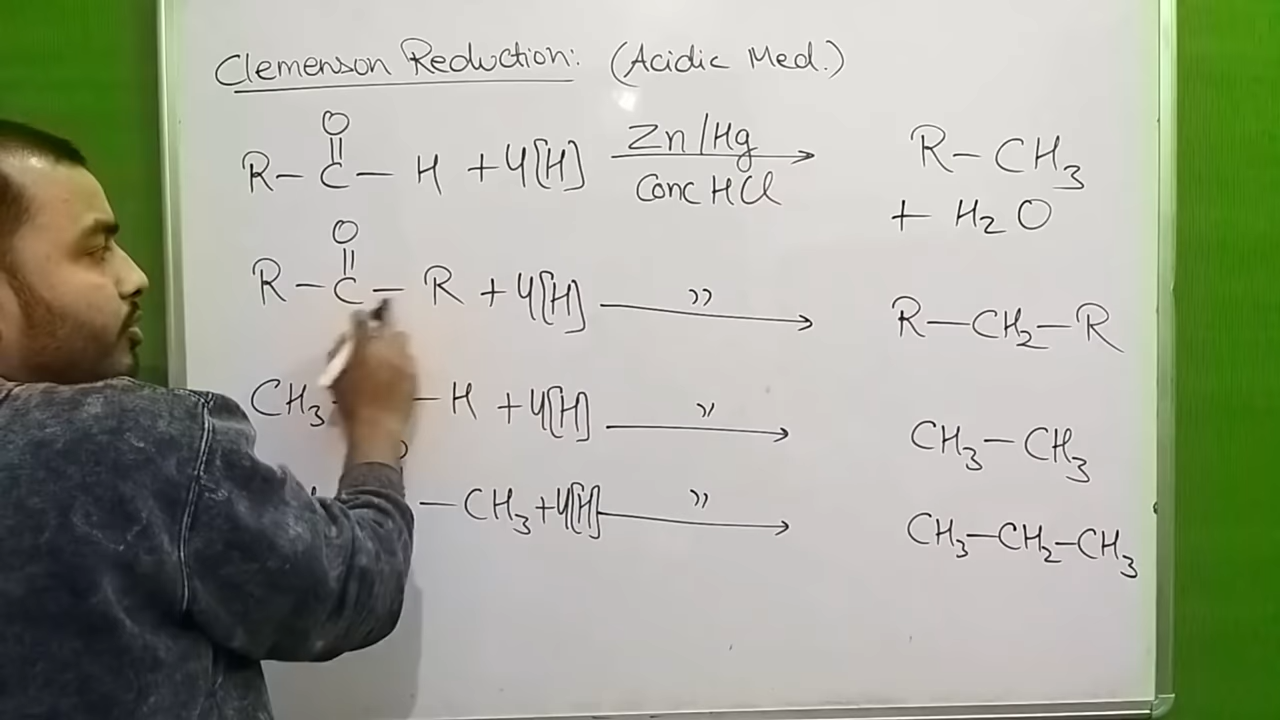 Clemenson Reduction: (Acidic Med.)
O
R – C – H + 4[H] Zn/Hg R – CH3
Conc HCl + H2O
O
R – C – R + 4[H] ,, R – CH2 – R
CH3 – H + 4[H] ,, CH3 – CH3
– CH3 + 4[H] ,, CH3 – CH2 – CH3